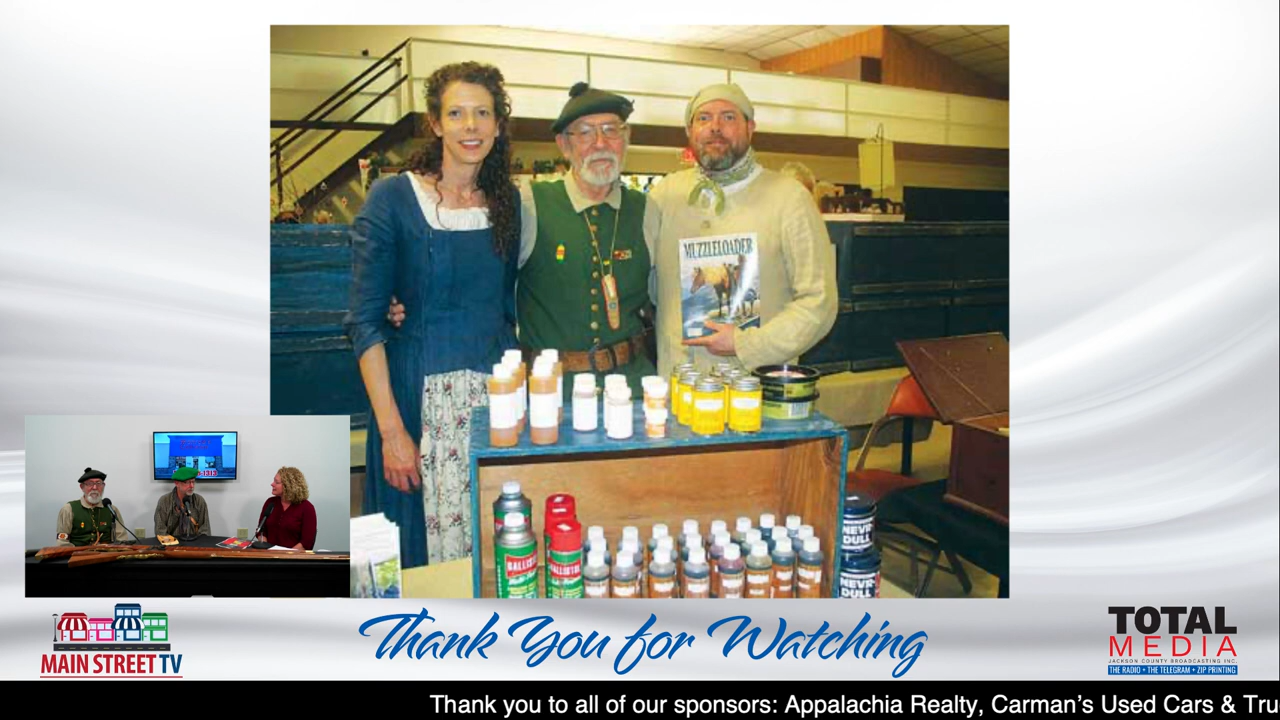 MUZZLELOADER
BALLISTOL
BALLISTOL
NEVR-
DULL
NEVR-
DULL
MAIN STREET TV
Thank You for Watching
TOTAL
MEDIA
JACKSON COUNTY BROADCASTING INC.
THE RADIO • THE TELEGRAM • ZIP PRINTING
Thank you to all of our sponsors: Appalachia Realty, Carman's Used Cars & Tru